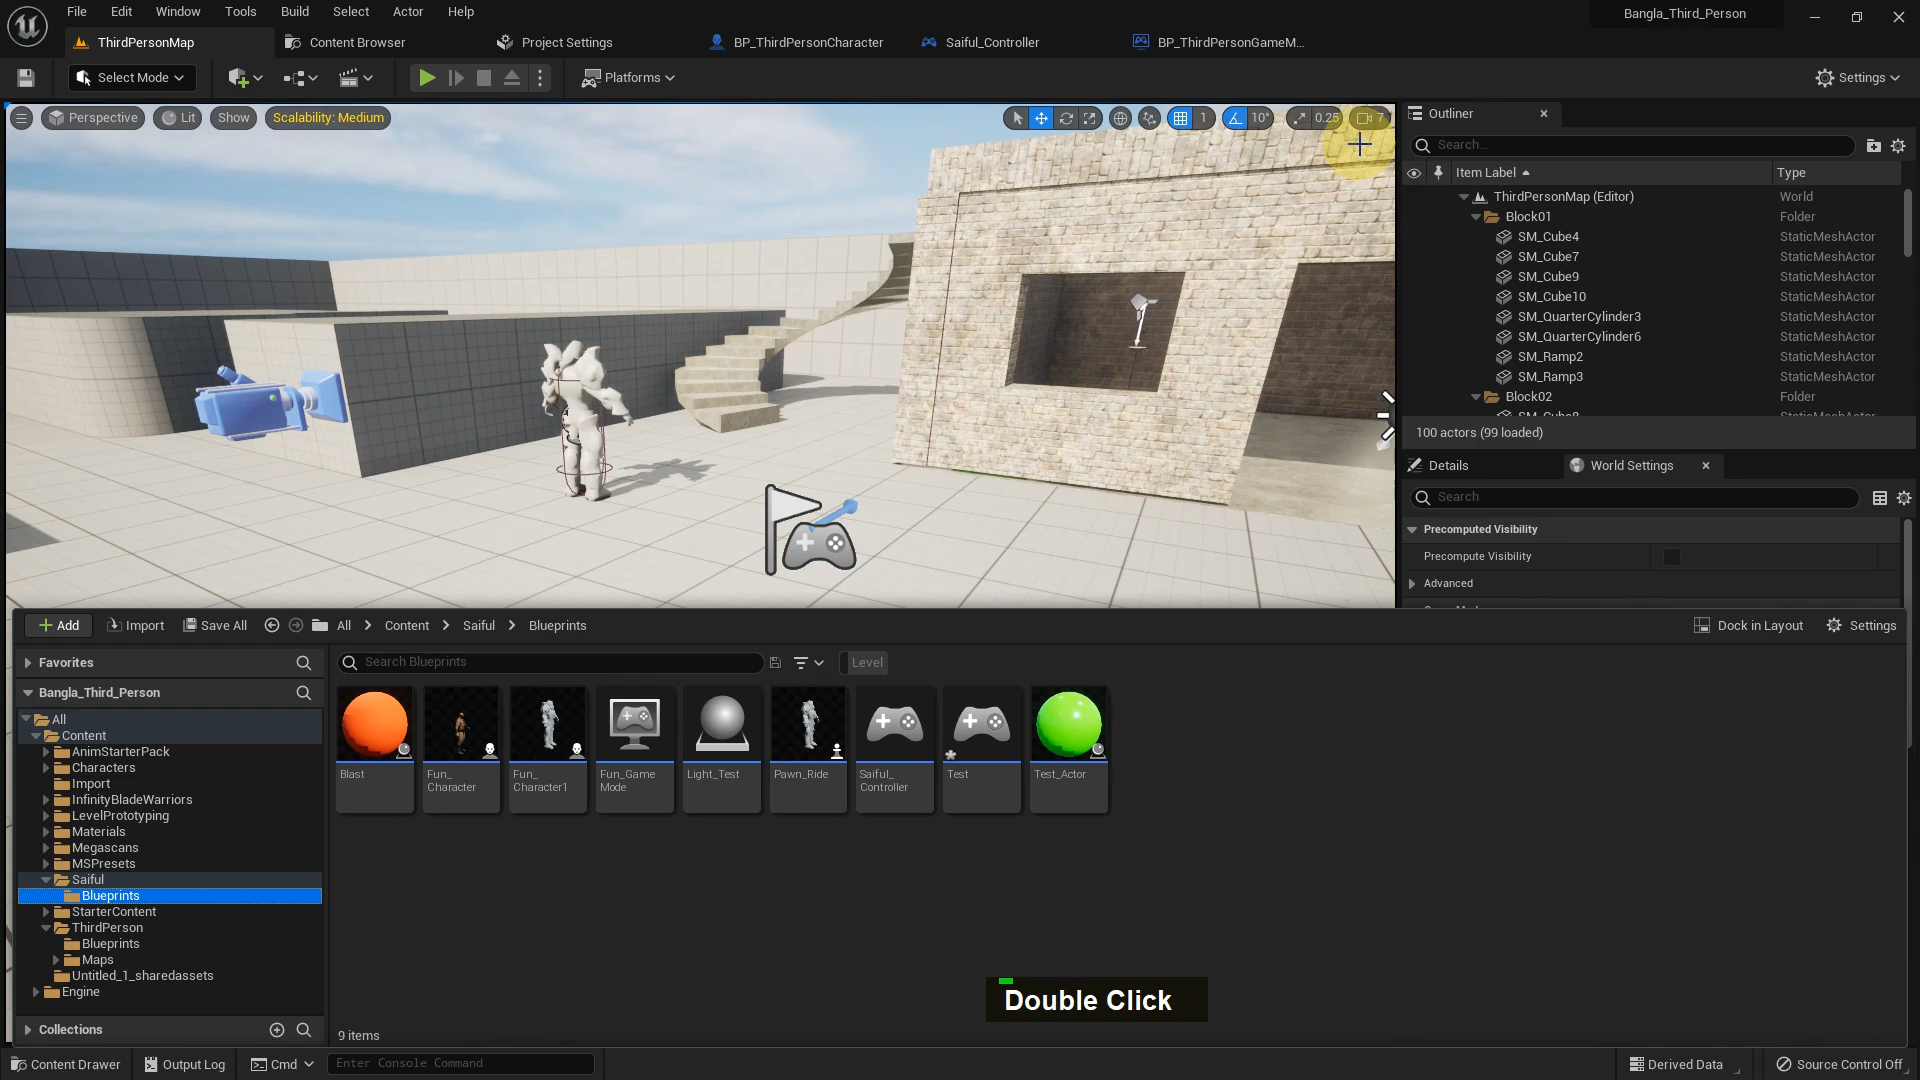 File Edit Window Tools Build Select Actor Help
Bangla_Third_Person
ThirdPersonMap Content Browser Project Settings BP_ThirdPersonCharacter Saiful_Controller BP_ThirdPersonGameM...
Select Mode Platforms Settings
Perspective Lit Show Scalability: Medium 1 10° 0.25 7
Outliner
Search...
Item Label Type
ThirdPersonMap (Editor) World
Block01 Folder
SM_Cube4 StaticMeshActor
SM_Cube7 StaticMeshActor
SM_Cube9 StaticMeshActor
SM_Cube10 StaticMeshActor
SM_QuarterCylinder3 StaticMeshActor
SM_QuarterCylinder6 StaticMeshActor
SM_Ramp2 StaticMeshActor
SM_Ramp3 StaticMeshActor
Block02 Folder
SM_Cube8 StaticMeshActor
100 actors (99 loaded)
Details World Settings
Search
Precomputed Visibility
Precompute Visibility
Advanced
Add Import Save All All Content Saiful Blueprints Dock in Layout Settings
Favorites
Bangla_Third_Person
All
Content
AnimStarterPack
Characters
Import
InfinityBladeWarriors
LevelPrototyping
Materials
Megascans
MSPresets
Saiful
Blueprints
StarterContent
ThirdPerson
Blueprints
Maps
Untitled_1_sharedassets
Engine
Collections
Search Blueprints Level
Blast
Fun_
Character
Fun_
Character1
Fun_Game
Mode
Light_Test
Pawn_Ride
Saiful_
Controller
Test
Test_Actor
Double Click
9 items
Content Drawer Output Log Cmd Enter Console Command Derived Data Source Control Off